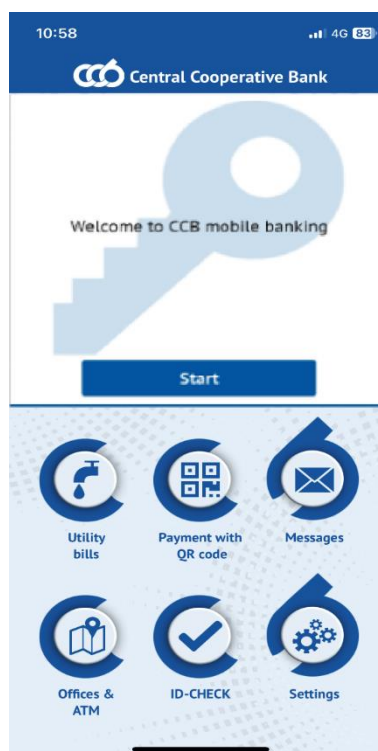 10:58
4G 83
CCB Central Cooperative Bank
Welcome to CCB mobile banking
Start
Utility
bills
Payment with
QR code
Messages
Offices &
ATM
ID-CHECK
Settings